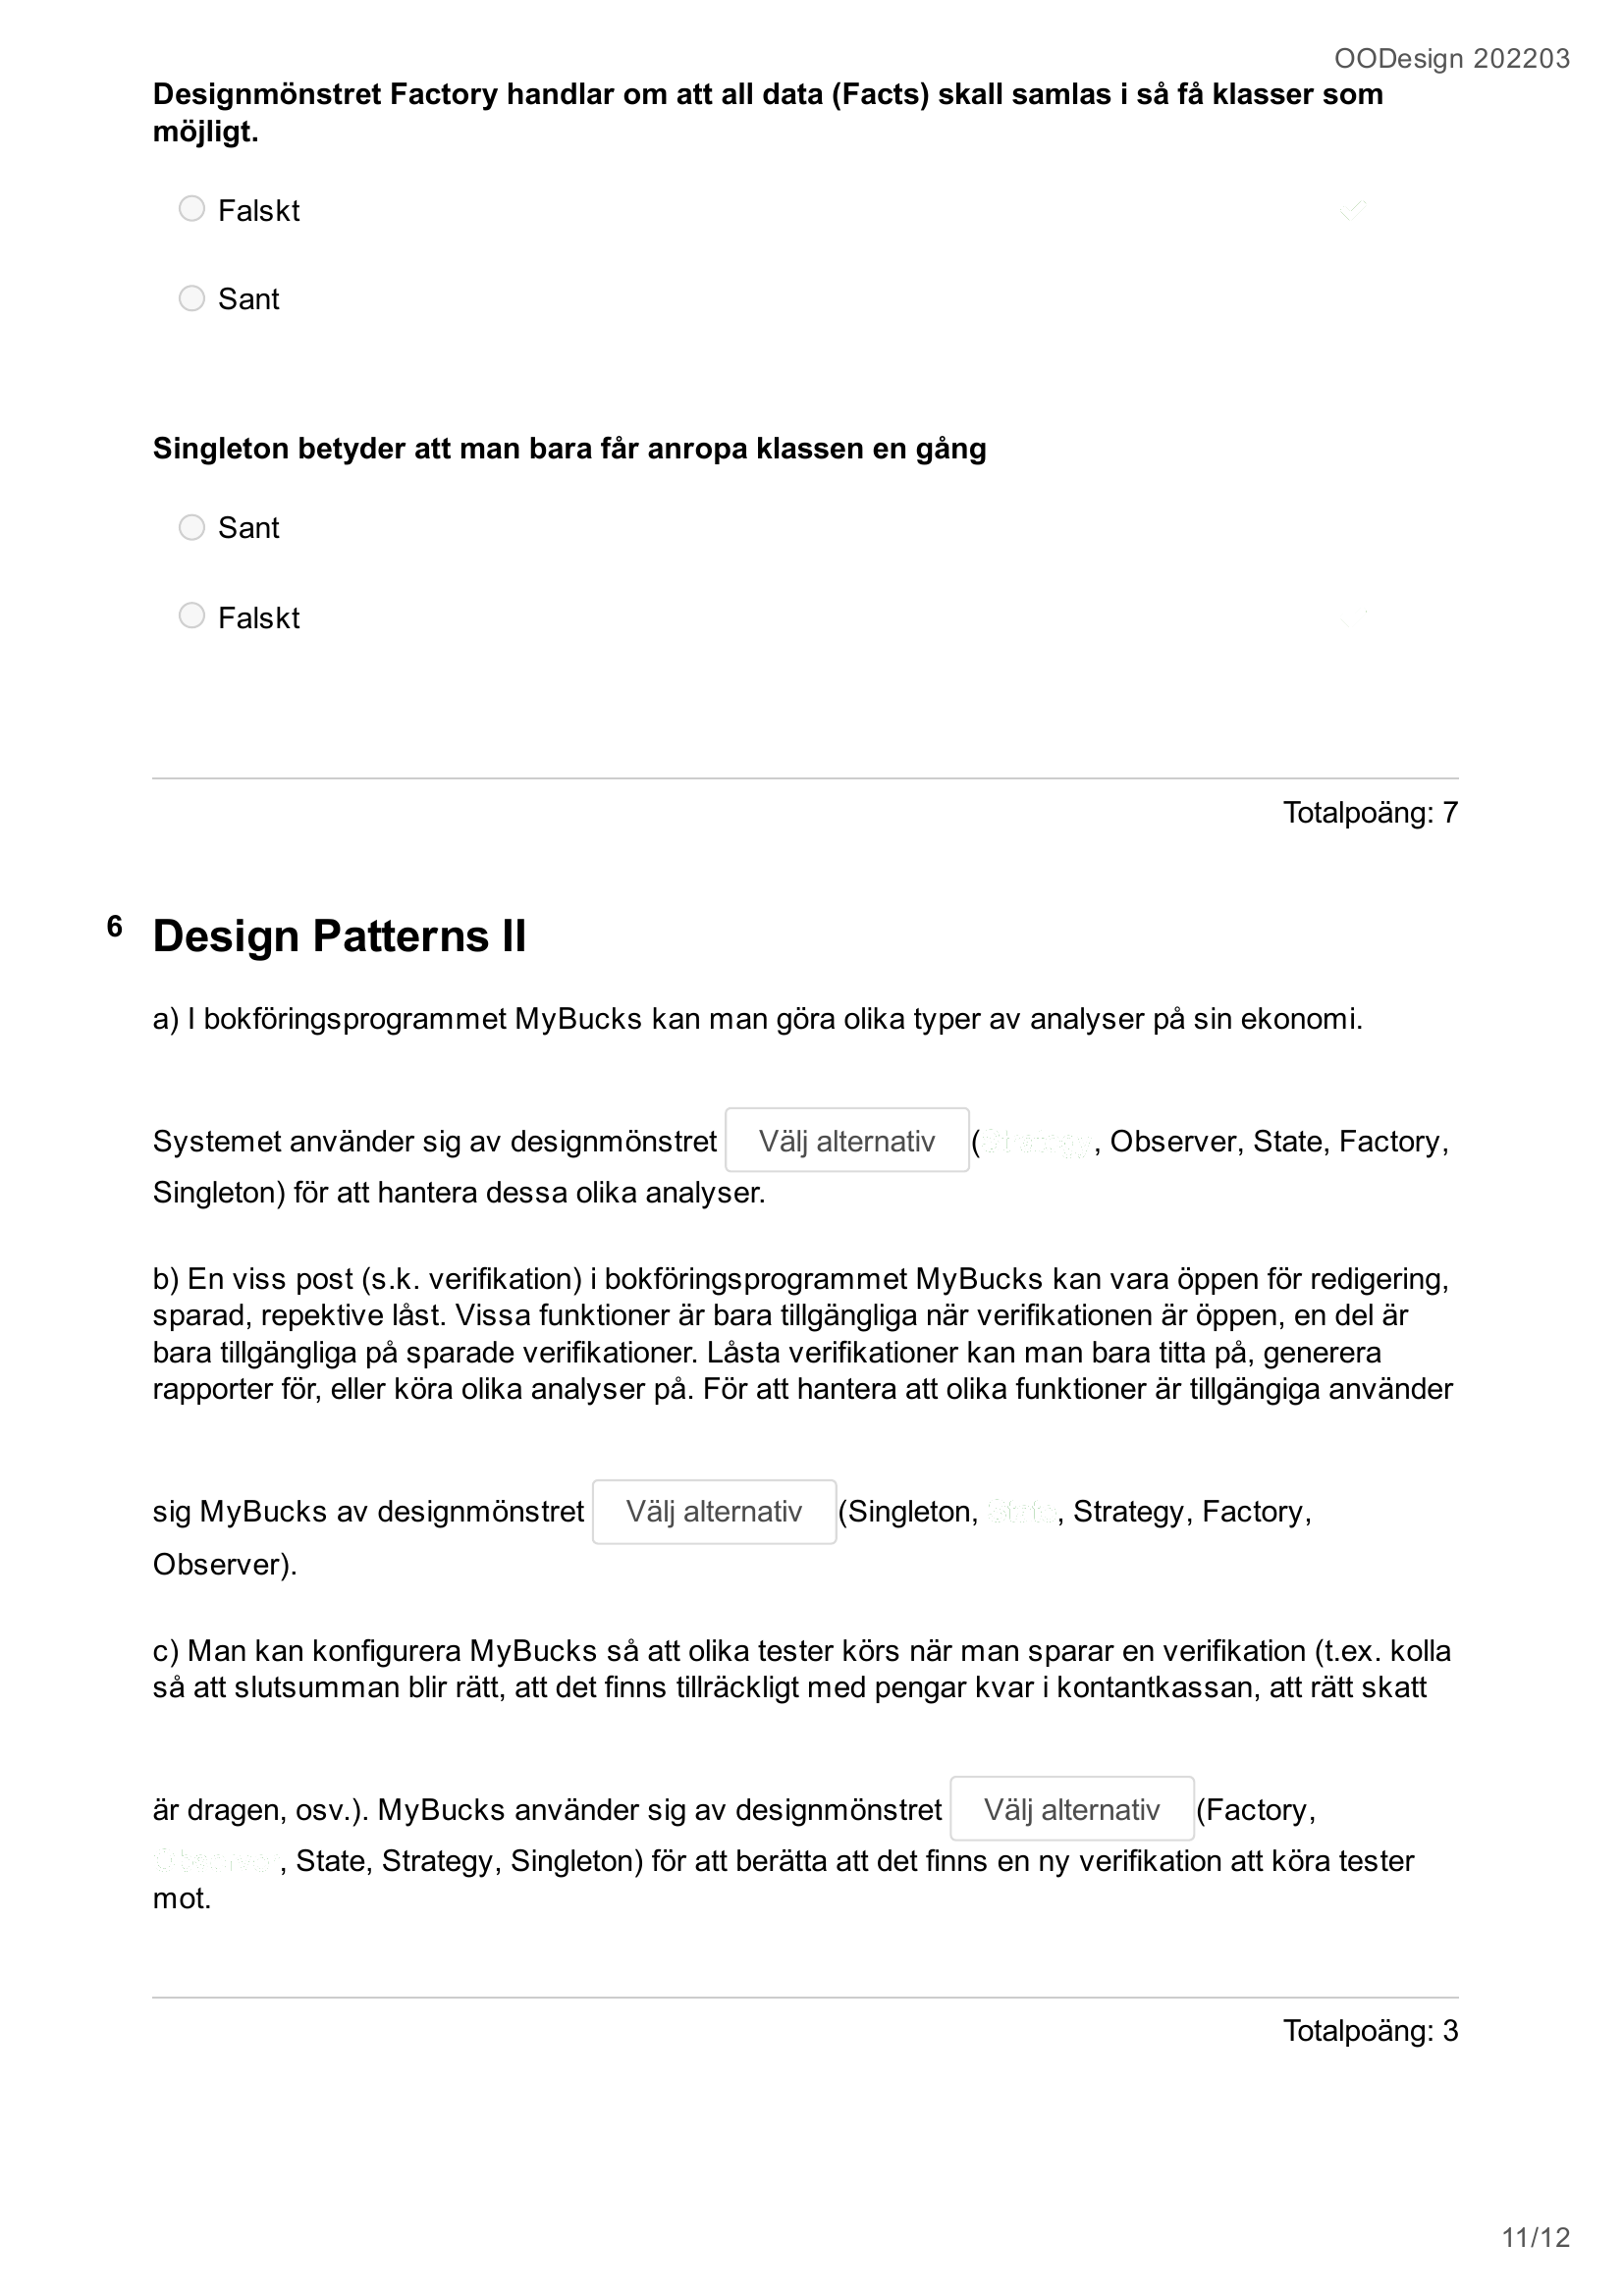 OODesign 202203
Designmönstret Factory handlar om att all data (Facts) skall samlas i så få klasser som
möjligt.
Falskt
Sant
Singleton betyder att man bara får anropa klassen en gång
Sant
Falskt
Totalpoäng: 7
6 Design Patterns II
a) I bokföringsprogrammet MyBucks kan man göra olika typer av analyser på sin ekonomi.
Systemet använder sig av designmönstret Välj alternativ (Strategy, Observer, State, Factory,
Singleton) för att hantera dessa olika analyser.
b) En viss post (s.k. verifikation) i bokföringsprogrammet MyBucks kan vara öppen för redigering,
sparad, repektive låst. Vissa funktioner är bara tillgängliga när verifikationen är öppen, en del är
bara tillgängliga på sparade verifikationer. Låsta verifikationer kan man bara titta på, generera
rapporter för, eller köra olika analyser på. För att hantera att olika funktioner är tillgängiga använder
sig MyBucks av designmönstret Välj alternativ (Singleton, State, Strategy, Factory,
Observer).
c) Man kan konfigurera MyBucks så att olika tester körs när man sparar en verifikation (t.ex. kolla
så att slutsumman blir rätt, att det finns tillräckligt med pengar kvar i kontantkassan, att rätt skatt
är dragen, osv.). MyBucks använder sig av designmönstret Välj alternativ (Factory,
Observer, State, Strategy, Singleton) för att berätta att det finns en ny verifikation att köra tester
mot.
Totalpoäng: 3
11/12